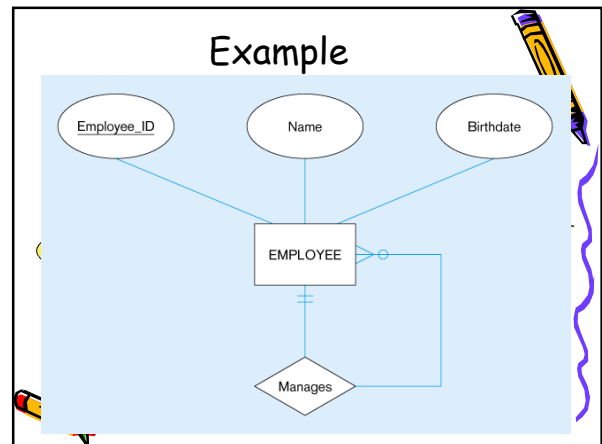 Example
Employee_ID
Name
Birthdate
EMPLOYEE
Manages